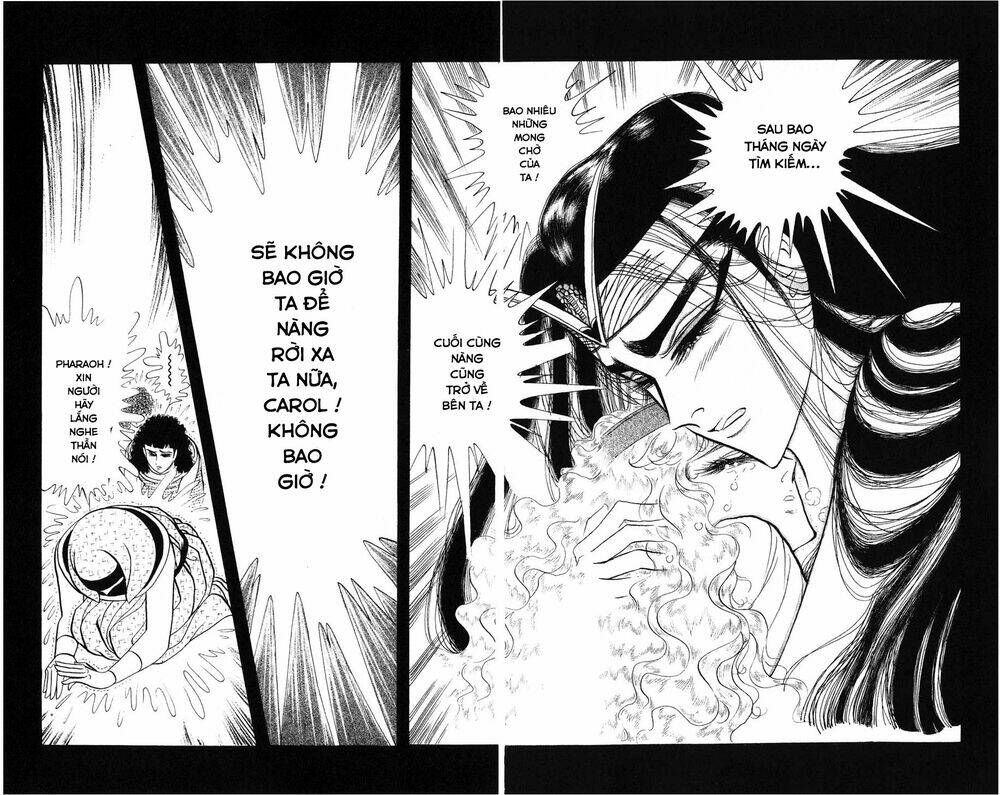 SAU BAO
THÁNG NGÀY
TÌM KIẾM...
BAO NHIÊU
NHỮNG
MONG
CHỜ
CỦA
TA !
CUỐI CÙNG
NÀNG
CŨNG
TRỞ VỀ
BÊN TA !
SẼ KHÔNG
BAO GIỜ
TA ĐỂ
NÀNG
RỜI XA
TA NỮA,
CAROL !
KHÔNG
BAO
GIỜ !
PHARAOH !
XIN
NGƯỜI
HÃY
LẮNG
NGHE
THẦN
NÓI !